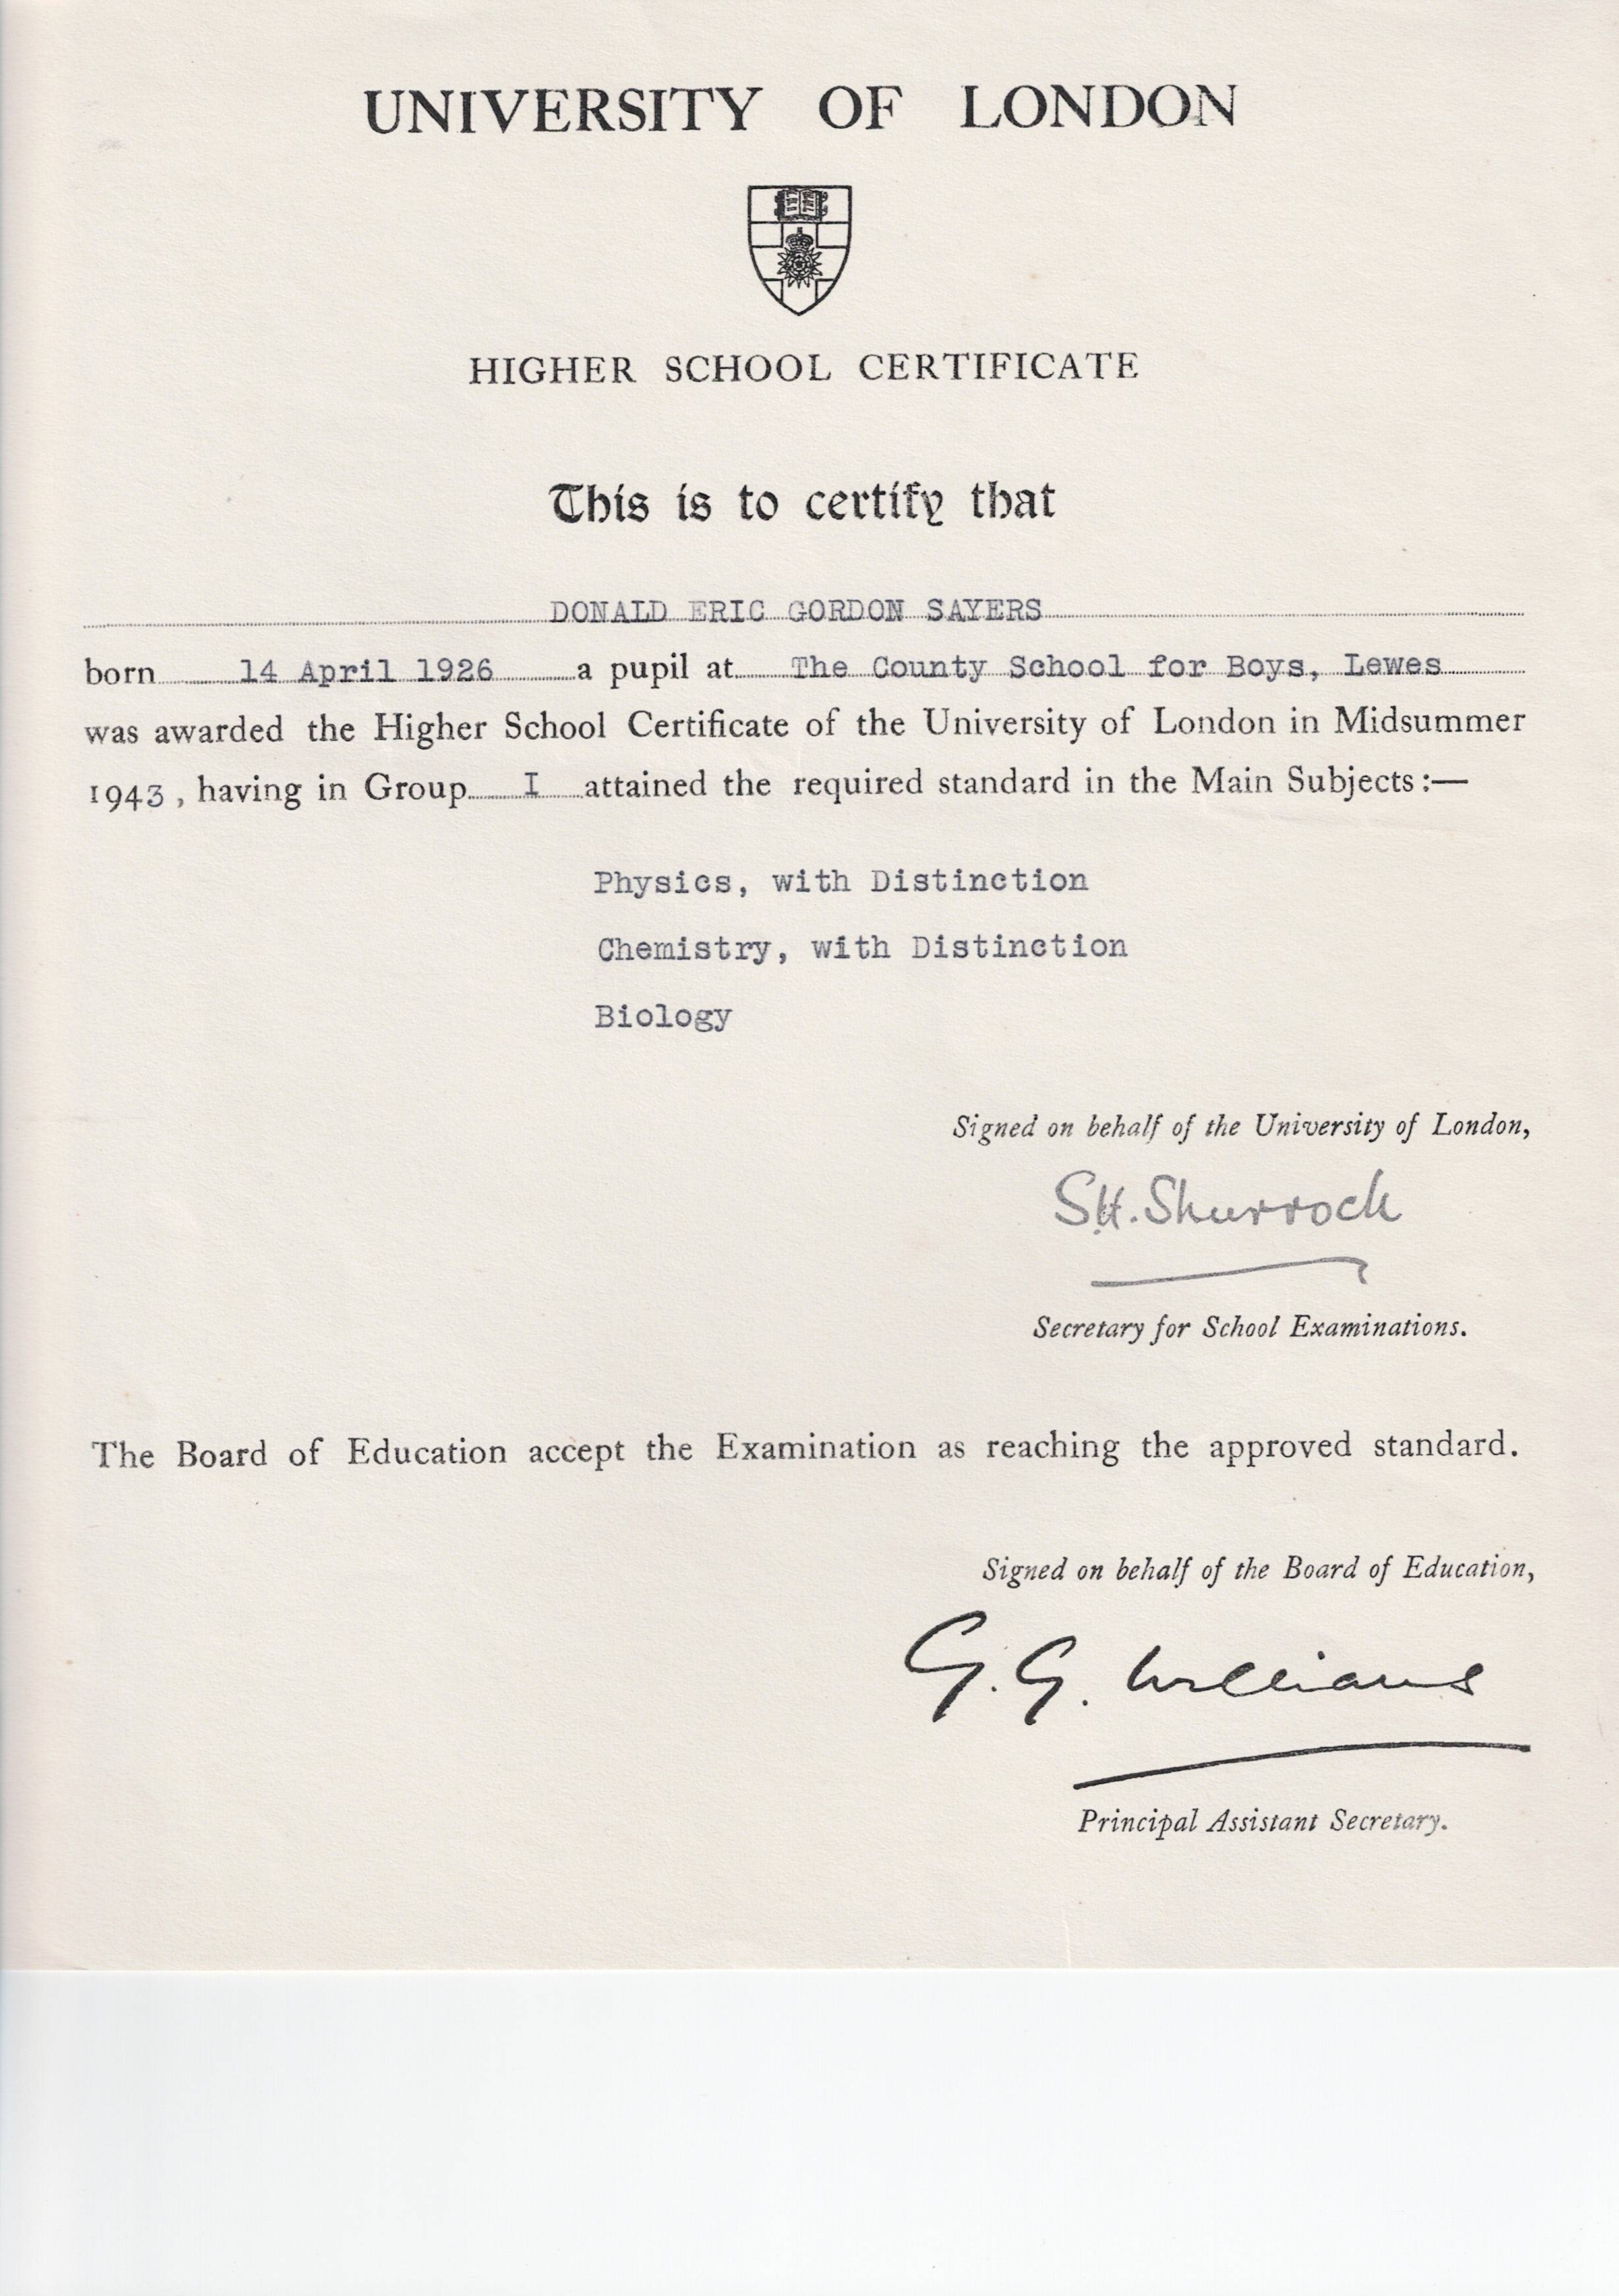 UNIVERSITY OF LONDON
HIGHER SCHOOL CERTIFICATE
This is to certify that
DONALD ERIC GORDON SAYERS
born 14 April 1926 a pupil at The County School for Boys, Lewes
was awarded the Higher School Certificate of the University of London in Midsummer
1943, having in Group I attained the required standard in the Main Subjects:—
Physics, with Distinction
Chemistry, with Distinction
Biology
Signed on behalf of the University of London,
S.H. Shurrock
Secretary for School Examinations.
The Board of Education accept the Examination as reaching the approved standard.
Signed on behalf of the Board of Education,
G. G. Williams
Principal Assistant Secretary.